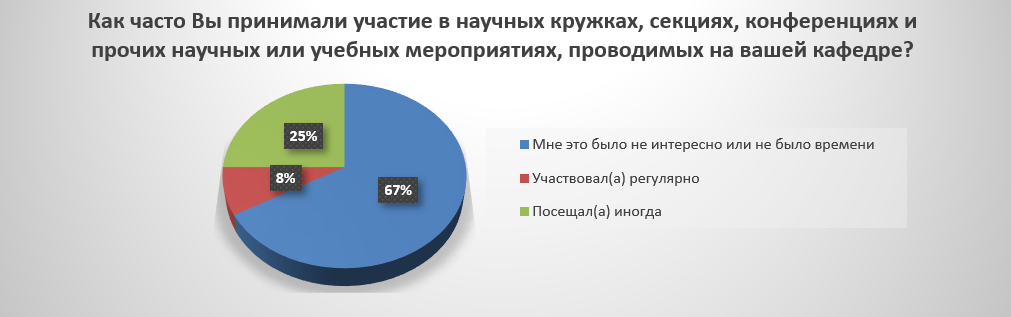 Как часто Вы принимали участие в научных кружках, секциях, конференциях и
прочих научных или учебных мероприятиях, проводимых на вашей кафедре?
25%
8%
67%
Мне это было не интересно или не было времени
Участвовал(а) регулярно
Посещал(а) иногда